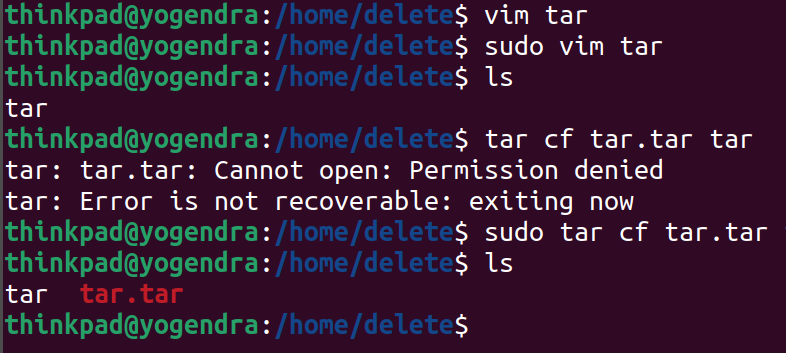 thinkpad@yogendra:/home/delete$ vim tar
thinkpad@yogendra:/home/delete$ sudo vim tar
thinkpad@yogendra:/home/delete$ ls
tar
thinkpad@yogendra:/home/delete$ tar cf tar.tar tar
tar: tar.tar: Cannot open: Permission denied
tar: Error is not recoverable: exiting now
thinkpad@yogendra:/home/delete$ sudo tar cf tar.tar
thinkpad@yogendra:/home/delete$ ls
tar  tar.tar
thinkpad@yogendra:/home/delete$